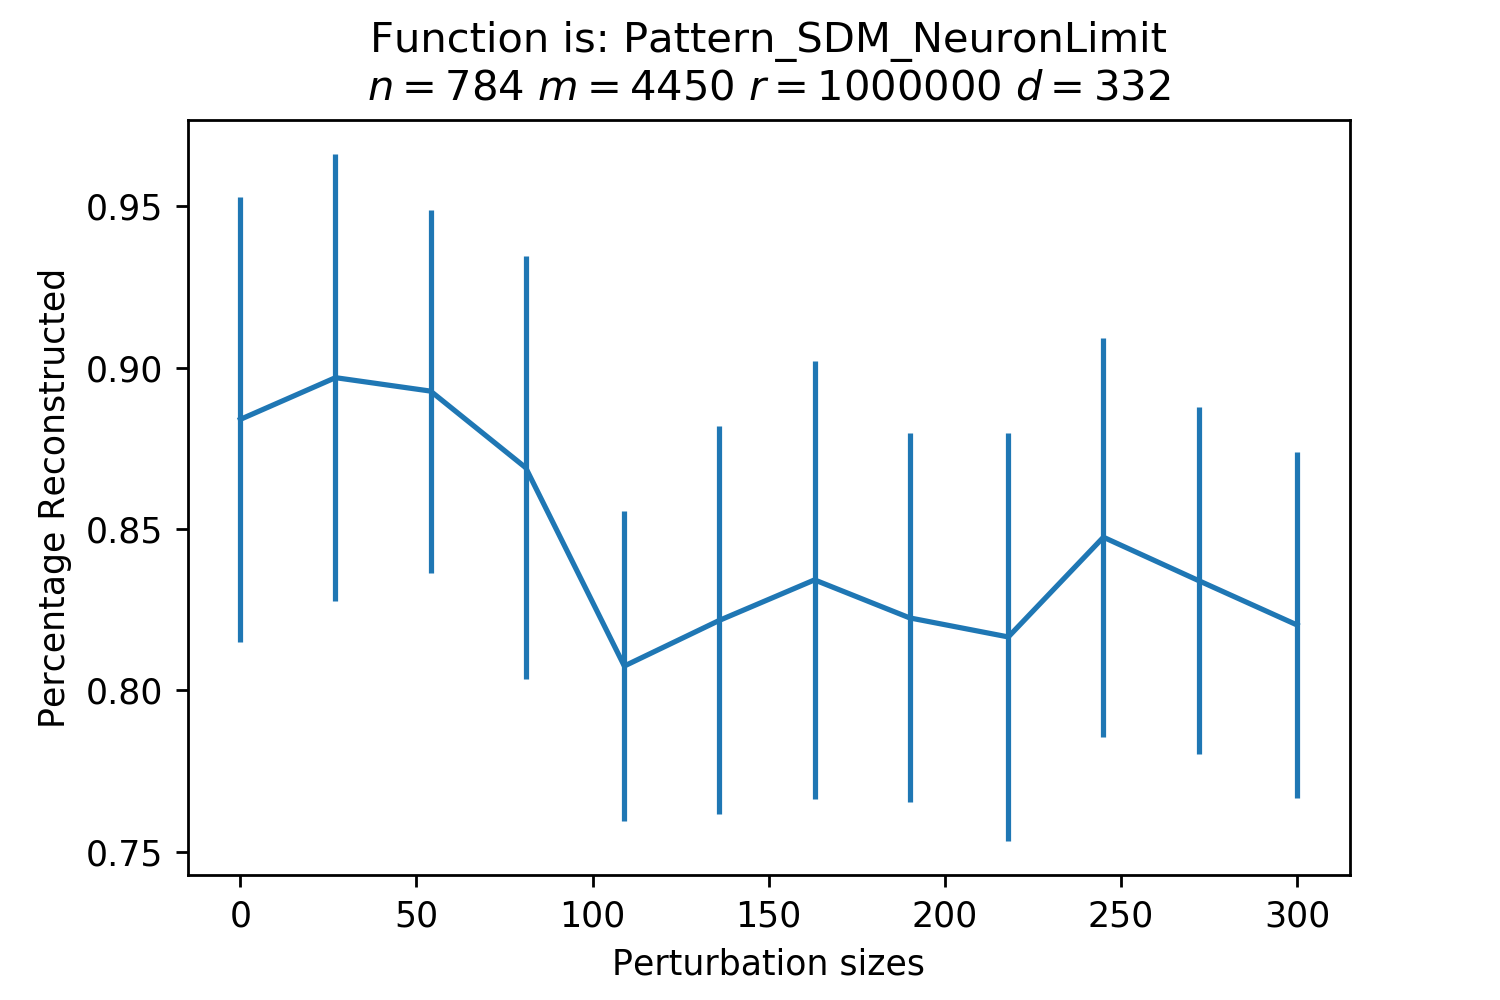 Function is: Pattern_SDM_NeuronLimit
n = 784 m = 4450 r = 1000000 d = 332
Percentage Reconstructed
0.95
0.90
0.85
0.80
0.75
0 50 100 150 200 250 300
Perturbation sizes